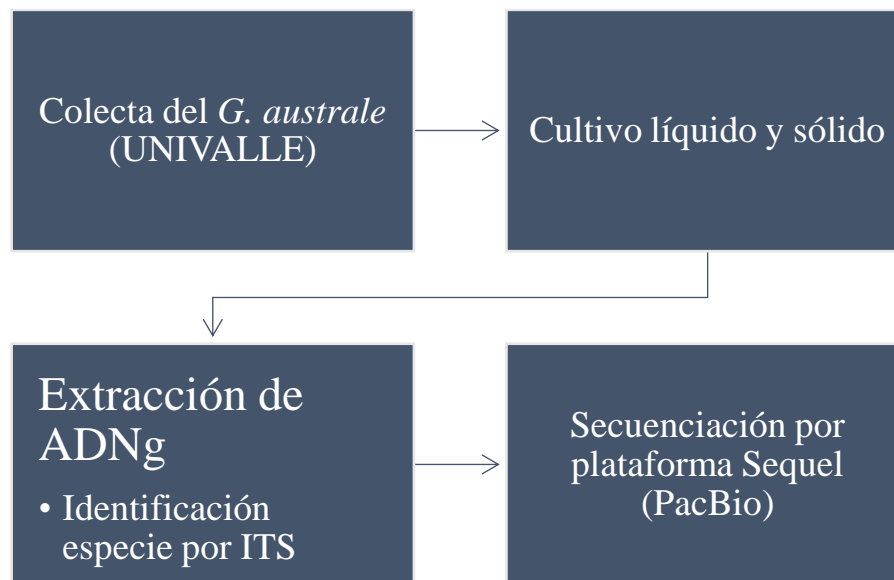 Colecta del G. australe
(UNIVALLE)
Cultivo líquido y sólido
Extracción de
ADNg
• Identificación
especie por ITS
Secuenciación por
plataforma Sequel
(PacBio)